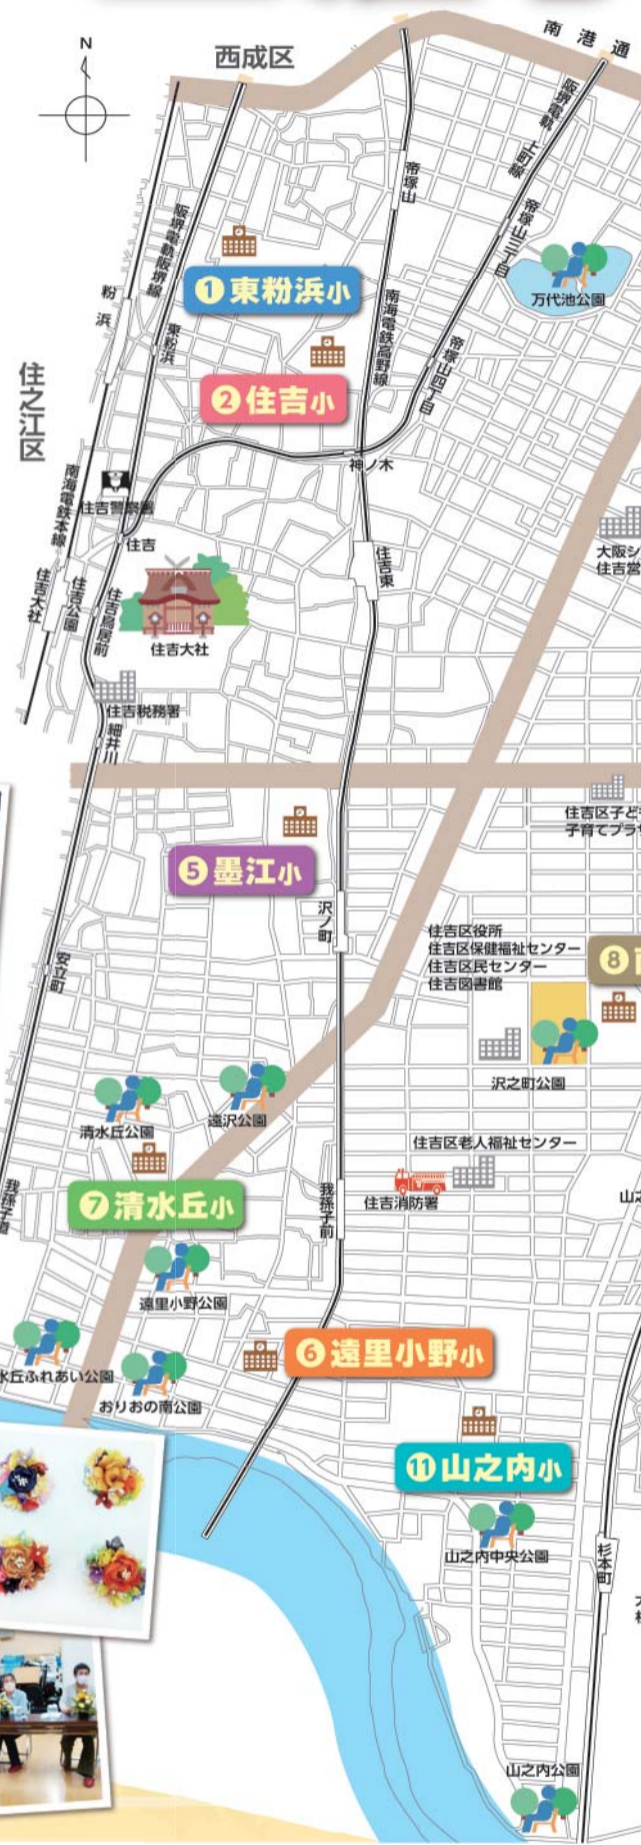 N
西成区
南港通
阪堺電軌 上町線
帝塚山
帝塚山三丁目
阪堺電軌阪堺線
❶東粉浜小
万代池公園
粉浜
東粉浜
南海電鉄高野線
帝塚山四丁目
住之江区
❷住吉小
神ノ木
南海電鉄本線
住吉警察署
住吉
大阪シ
住吉営
住吉東
住吉大社
住吉公園
住吉鳥居前
住吉大社
住吉税務署
細井川
住吉区子ども
子育てプラザ
❺墨江小
沢ノ町
住吉区役所
住吉区保健福祉センター
住吉区民センター
住吉図書館
❽
安立町
沢之町公園
清水丘公園
遠沢公園
住吉区老人福祉センター
住吉消防署
我孫子道
❼清水丘小
我孫子前
山之
遠里小野公園
❻遠里小野小
水丘ふれあい公園
おりおの南公園
⓫山之内小
山之内中央公園
杉本町
山之内公園